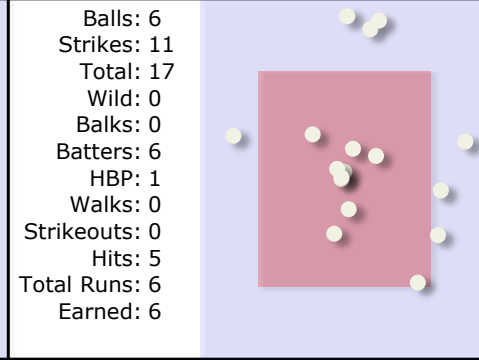 Balls: 6
Strikes: 11
Total: 17
Wild: 0
Balks: 0
Batters: 6
HBP: 1
Walks: 0
Strikeouts: 0
Hits: 5
Total Runs: 6
Earned: 6